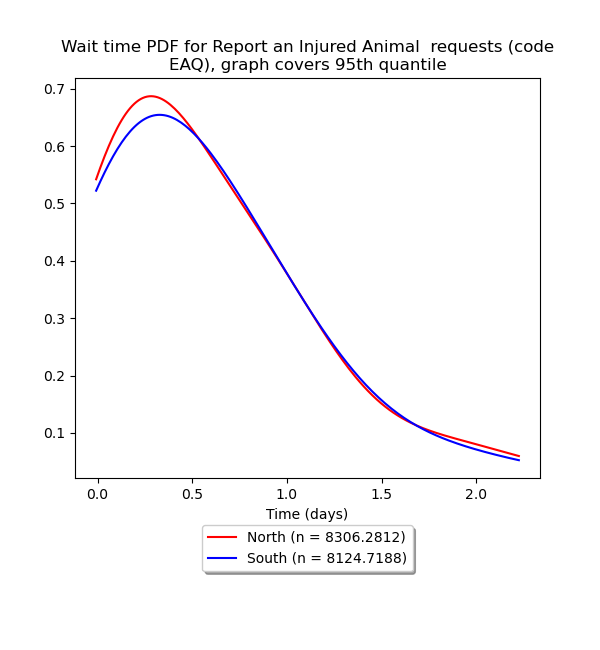 Wait time PDF for Report an Injured Animal  requests (code
EAQ), graph covers 95th quantile
0.7
0.6
0.5
0.4
0.3
0.2
0.1
0.0 0.5 1.0 1.5 2.0
Time (days)
North (n = 8306.2812)
South (n = 8124.7188)